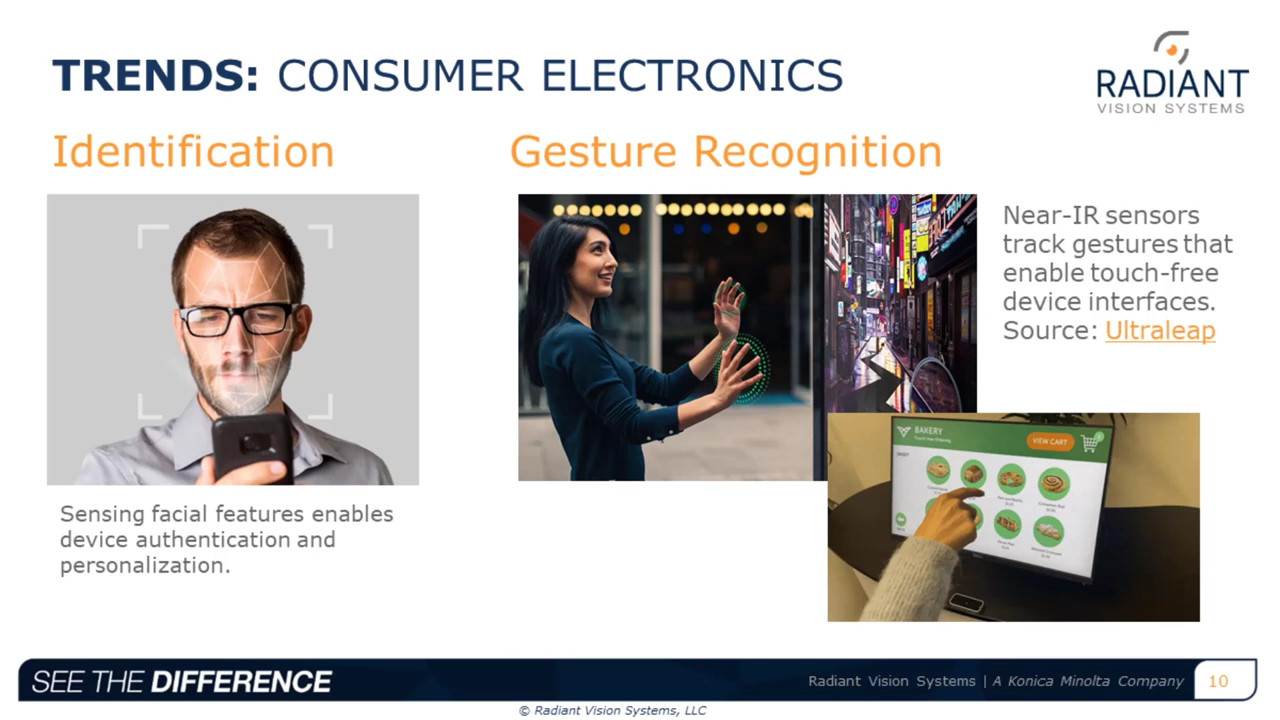 TRENDS: CONSUMER ELECTRONICS
RADIANT
VISION SYSTEMS
Identification
Gesture Recognition
Near-IR sensors
track gestures that
enable touch-free
device interfaces.
Source: Ultraleap
BAKERY
VIEW CART
Sensing facial features enables
device authentication and
personalization.
SEE THE DIFFERENCE
Radiant Vision Systems | A Konica Minolta Company
10
© Radiant Vision Systems, LLC